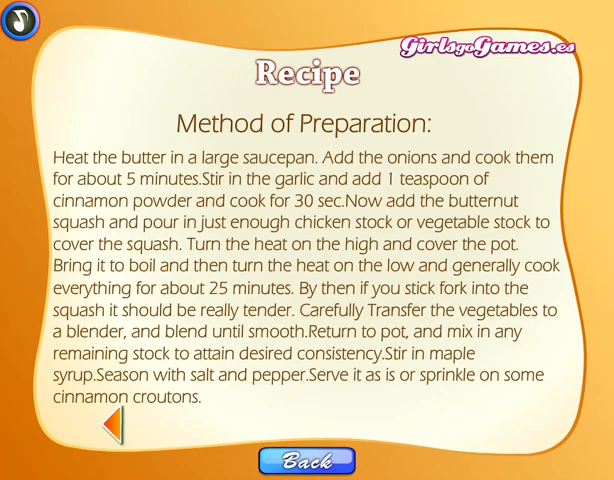 GirlsgoGames.es
Recipe
Method of Preparation:
Heat the butter in a large saucepan. Add the onions and cook them
for about 5 minutes.Stir in the garlic and add 1 teaspoon of
cinnamon powder and cook for 30 sec.Now add the butternut
squash and pour in just enough chicken stock or vegetable stock to
cover the squash. Turn the heat on the high and cover the pot.
Bring it to boil and then turn the heat on the low and generally cook
everything for about 25 minutes. By then if you stick fork into the
squash it should be really tender. Carefully Transfer the vegetables to
a blender, and blend until smooth.Return to pot, and mix in any
remaining stock to attain desired consistency.Stir in maple
syrup.Season with salt and pepper.Serve it as is or sprinkle on some
cinnamon croutons.
Back